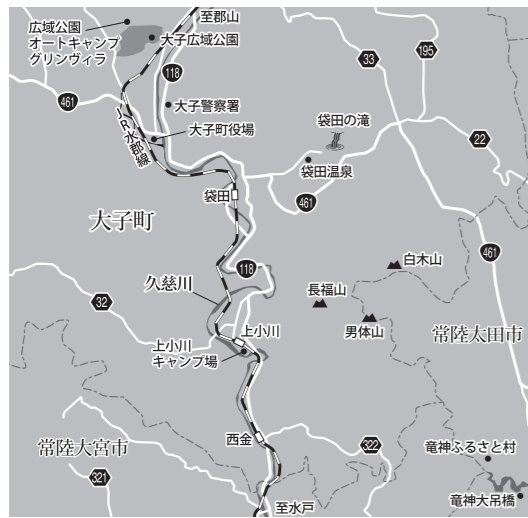 至郡山
広域公園
オートキャンプ
グリンヴィラ
大子広域公園
118
33
195
461
JR水郡線
大子警察署
大子町役場
袋田の滝
袋田温泉
22
袋田
461
大子町
118
白木山
461
久慈川
長福山
32
男体山
上小川
常陸太田市
上小川
キャンプ場
西金
322
常陸大宮市
竜神ふるさと村
321
竜神大吊橋
至水戸